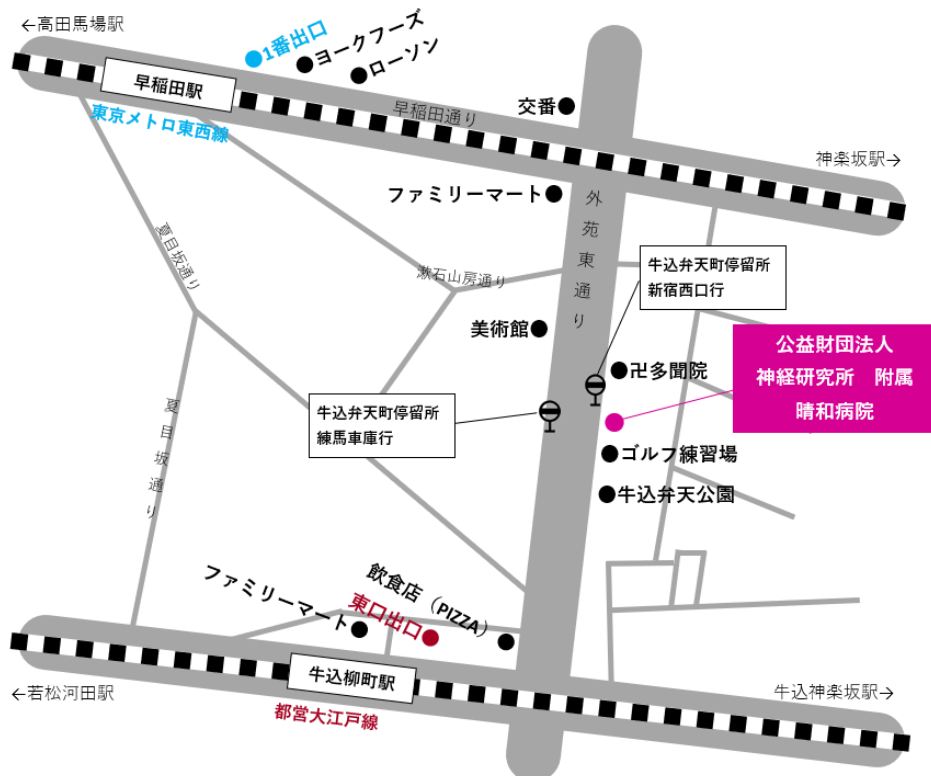 ←高田馬場駅
1番出口
ヨークフーズ
ローソン
早稲田駅
東京メトロ東西線
早稲田通り
交番
神楽坂駅→
ファミリーマート
外苑東通り
夏目坂通り
漱石山房通り
牛込弁天町停留所
新宿西口行
美術館
卍多聞院
公益財団法人
神経研究所　附属
晴和病院
牛込弁天町停留所
練馬車庫行
夏目坂通り
ゴルフ練習場
牛込弁天公園
ファミリーマート
飲食店（PIZZA）
東口出口
牛込柳町駅
←若松河田駅
都営大江戸線
牛込神楽坂駅→